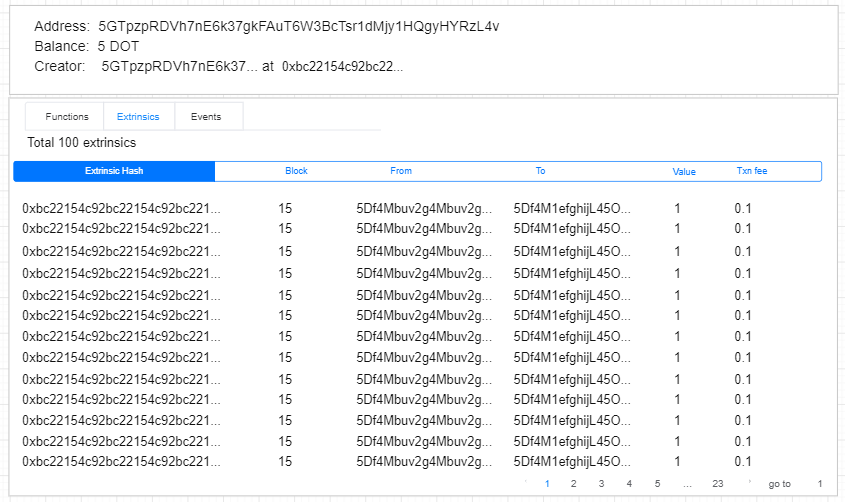 Address: 5GTpzpRDVh7nE6k37gkFAuT6W3BcTsr1dMjy1HQgyHYRzL4v
Balance: 5 DOT
Creator: 5GTpzpRDVh7nE6k37... at 0xbc22154c92bc22...
Functions Extrinsics Events
Total 100 extrinsics
Extrinsic Hash Block From To Value Txn fee
0xbc22154c92bc22154c92bc221... 15 5Df4Mbuv2g4Mbuv2g... 5Df4M1efghijL45O... 1 0.1
0xbc22154c92bc22154c92bc221... 15 5Df4Mbuv2g4Mbuv2g... 5Df4M1efghijL45O... 1 0.1
0xbc22154c92bc22154c92bc221... 15 5Df4Mbuv2g4Mbuv2g... 5Df4M1efghijL45O... 1 0.1
0xbc22154c92bc22154c92bc221... 15 5Df4Mbuv2g4Mbuv2g... 5Df4M1efghijL45O... 1 0.1
0xbc22154c92bc22154c92bc221... 15 5Df4Mbuv2g4Mbuv2g... 5Df4M1efghijL45O... 1 0.1
0xbc22154c92bc22154c92bc221... 15 5Df4Mbuv2g4Mbuv2g... 5Df4M1efghijL45O... 1 0.1
0xbc22154c92bc22154c92bc221... 15 5Df4Mbuv2g4Mbuv2g... 5Df4M1efghijL45O... 1 0.1
0xbc22154c92bc22154c92bc221... 15 5Df4Mbuv2g4Mbuv2g... 5Df4M1efghijL45O... 1 0.1
0xbc22154c92bc22154c92bc221... 15 5Df4Mbuv2g4Mbuv2g... 5Df4M1efghijL45O... 1 0.1
0xbc22154c92bc22154c92bc221... 15 5Df4Mbuv2g4Mbuv2g... 5Df4M1efghijL45O... 1 0.1
0xbc22154c92bc22154c92bc221... 15 5Df4Mbuv2g4Mbuv2g... 5Df4M1efghijL45O... 1 0.1
0xbc22154c92bc22154c92bc221... 15 5Df4Mbuv2g4Mbuv2g... 5Df4M1efghijL45O... 1 0.1
0xbc22154c92bc22154c92bc221... 15 5Df4Mbuv2g4Mbuv2g... 5Df4M1efghijL45O... 1 0.1
1 2 3 4 5 ... 23 go to 1